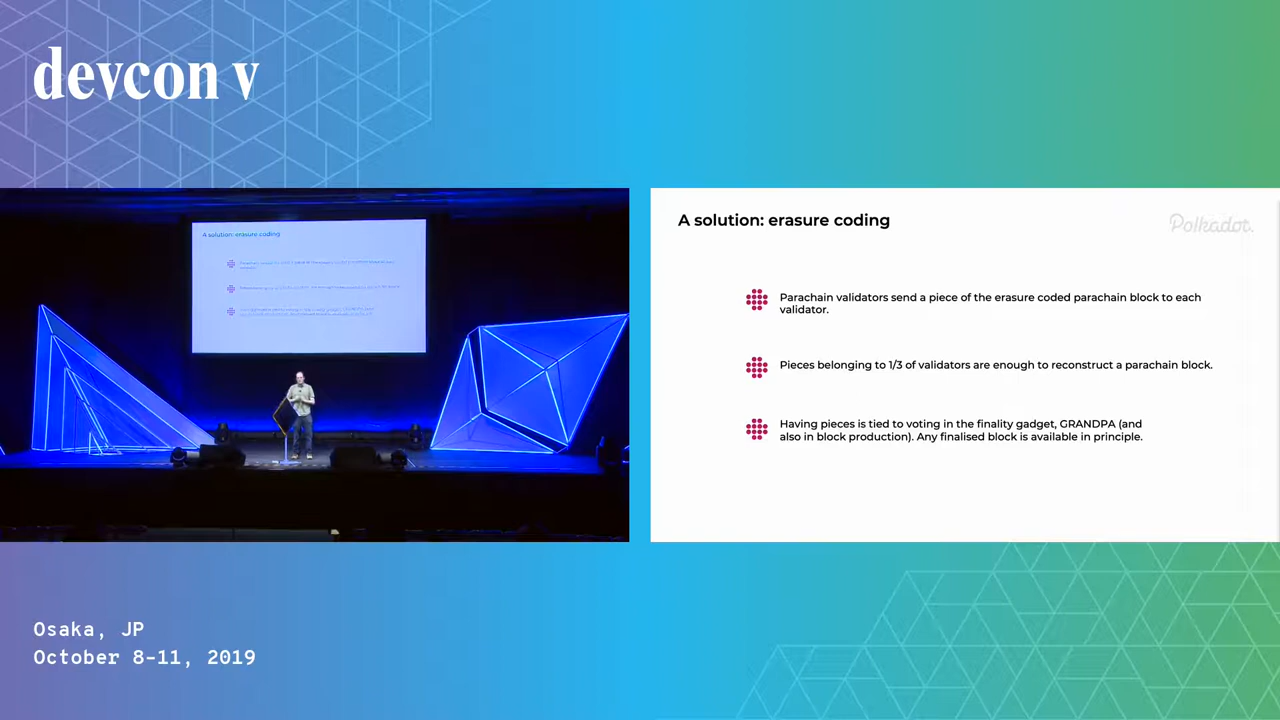 devcon v
A solution: erasure coding
A solution: erasure coding
Polkadot.
Parachain validators send a piece of the erasure coded parachain block to each
validator.
Pieces belonging to 1/3 of validators are enough to reconstruct a parachain block.
Having pieces is tied to voting in the finality gadget, GRANDPA (and
also in block production). Any finalised block is available in principle.
Osaka, JP
October 8-11, 2019